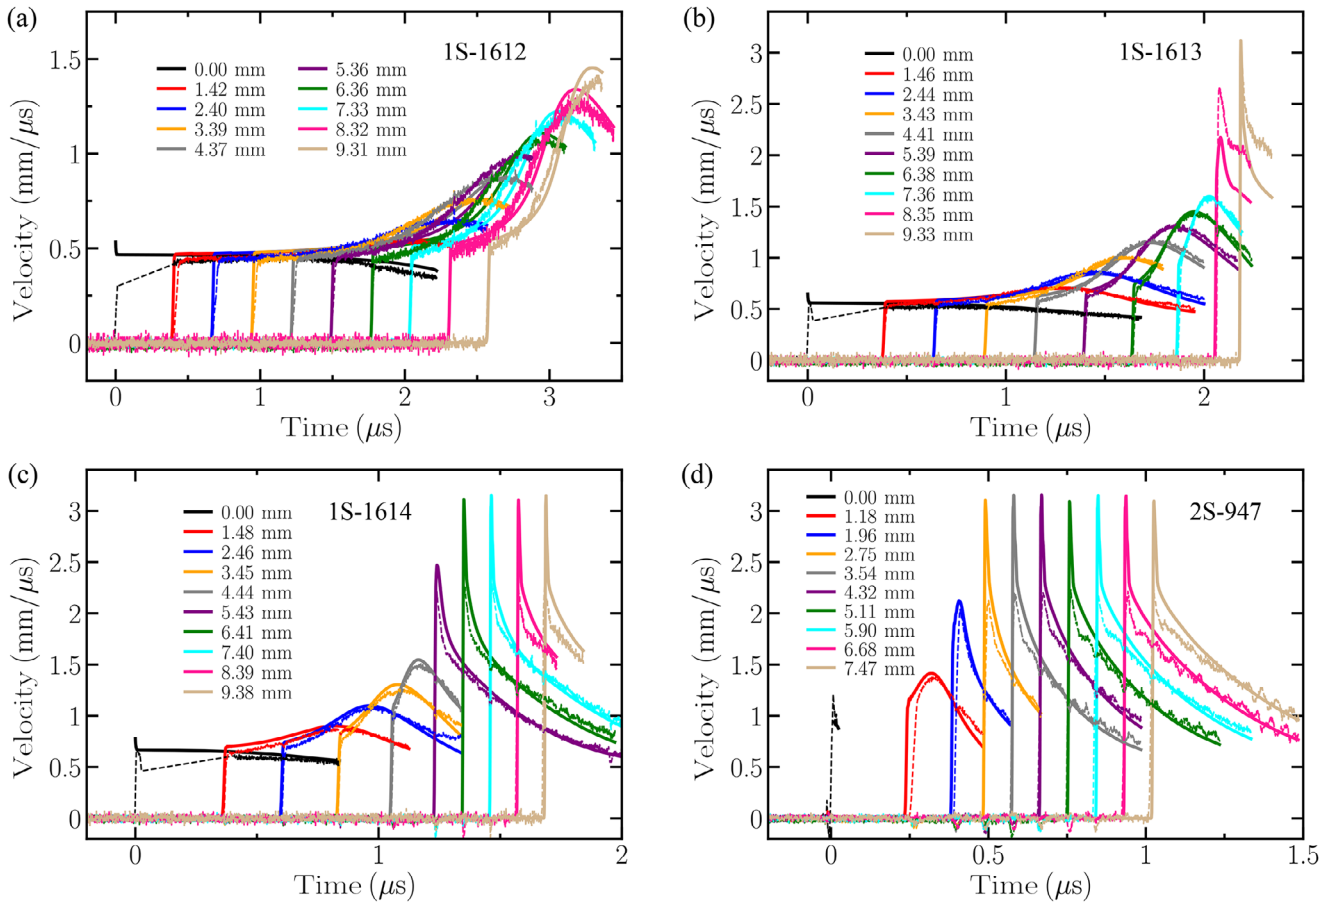 (a)
1S-1612
0.00 mm
1.42 mm
2.40 mm
3.39 mm
4.37 mm
5.36 mm
6.36 mm
7.33 mm
8.32 mm
9.31 mm
1.5
1
0.5
0
Velocity (mm/μs)
0 1 2 3
Time (μs)
(b)
1S-1613
0.00 mm
1.46 mm
2.44 mm
3.43 mm
4.41 mm
5.39 mm
6.38 mm
7.36 mm
8.35 mm
9.33 mm
3
2.5
2
1.5
1
0.5
0
Velocity (mm/μs)
0 1 2
Time (μs)
(c)
1S-1614
0.00 mm
1.48 mm
2.46 mm
3.45 mm
4.44 mm
5.43 mm
6.41 mm
7.40 mm
8.39 mm
9.38 mm
3
2.5
2
1.5
1
0.5
0
Velocity (mm/μs)
0 1 2
Time (μs)
(d)
2S-947
0.00 mm
1.18 mm
1.96 mm
2.75 mm
3.54 mm
4.32 mm
5.11 mm
5.90 mm
6.68 mm
7.47 mm
3
2.5
2
1.5
1
0.5
0
Velocity (mm/μs)
0 0.5 1 1.5
Time (μs)